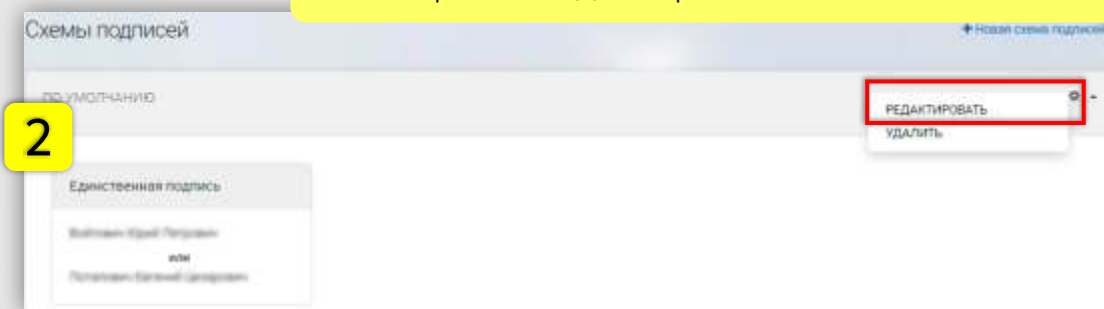 Схемы подписей
+ Новая схема подписей
ПО УМОЛЧАНИЮ
РЕДАКТИРОВАТЬ
УДАЛИТЬ
2
Единственная подпись
или